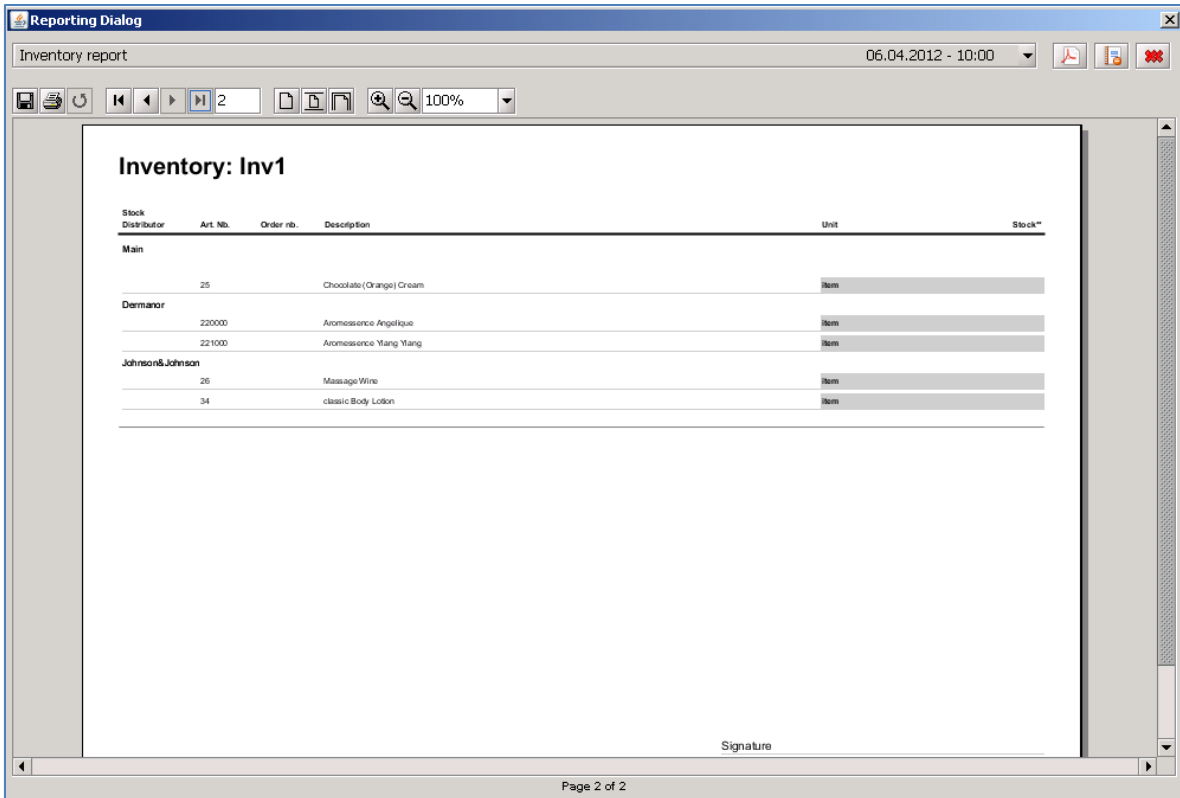 Reporting Dialog
Inventory report 06.04.2012 - 10:00
2 100%
Inventory: Inv1
Stock
Distributor Art. Nb. Order nb. Description Unit Stock**
Main
25 Chocolate (Orange) Cream item
Dermanor
220000 Aromessence Angelique item
221000 Aromessence Ylang Ylang item
Johnson&Johnson
26 Massage Wine item
34 classic Body Lotion item
Signature
Page 2 of 2